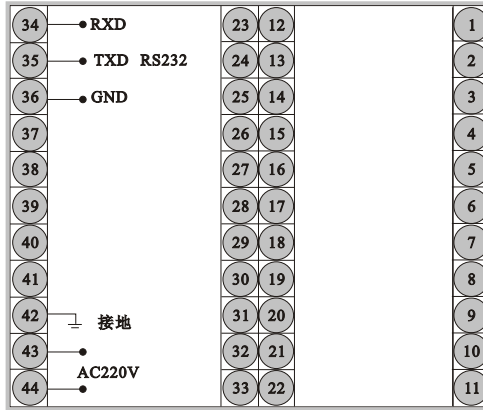 34 RXD 23 12 1
35 TXD RS232 24 13 2
36 GND 25 14 3
37 26 15 4
38 27 16 5
39 28 17 6
40 29 18 7
41 30 19 8
42 接地 31 20 9
43 32 21 10
AC220V
44 33 22 11